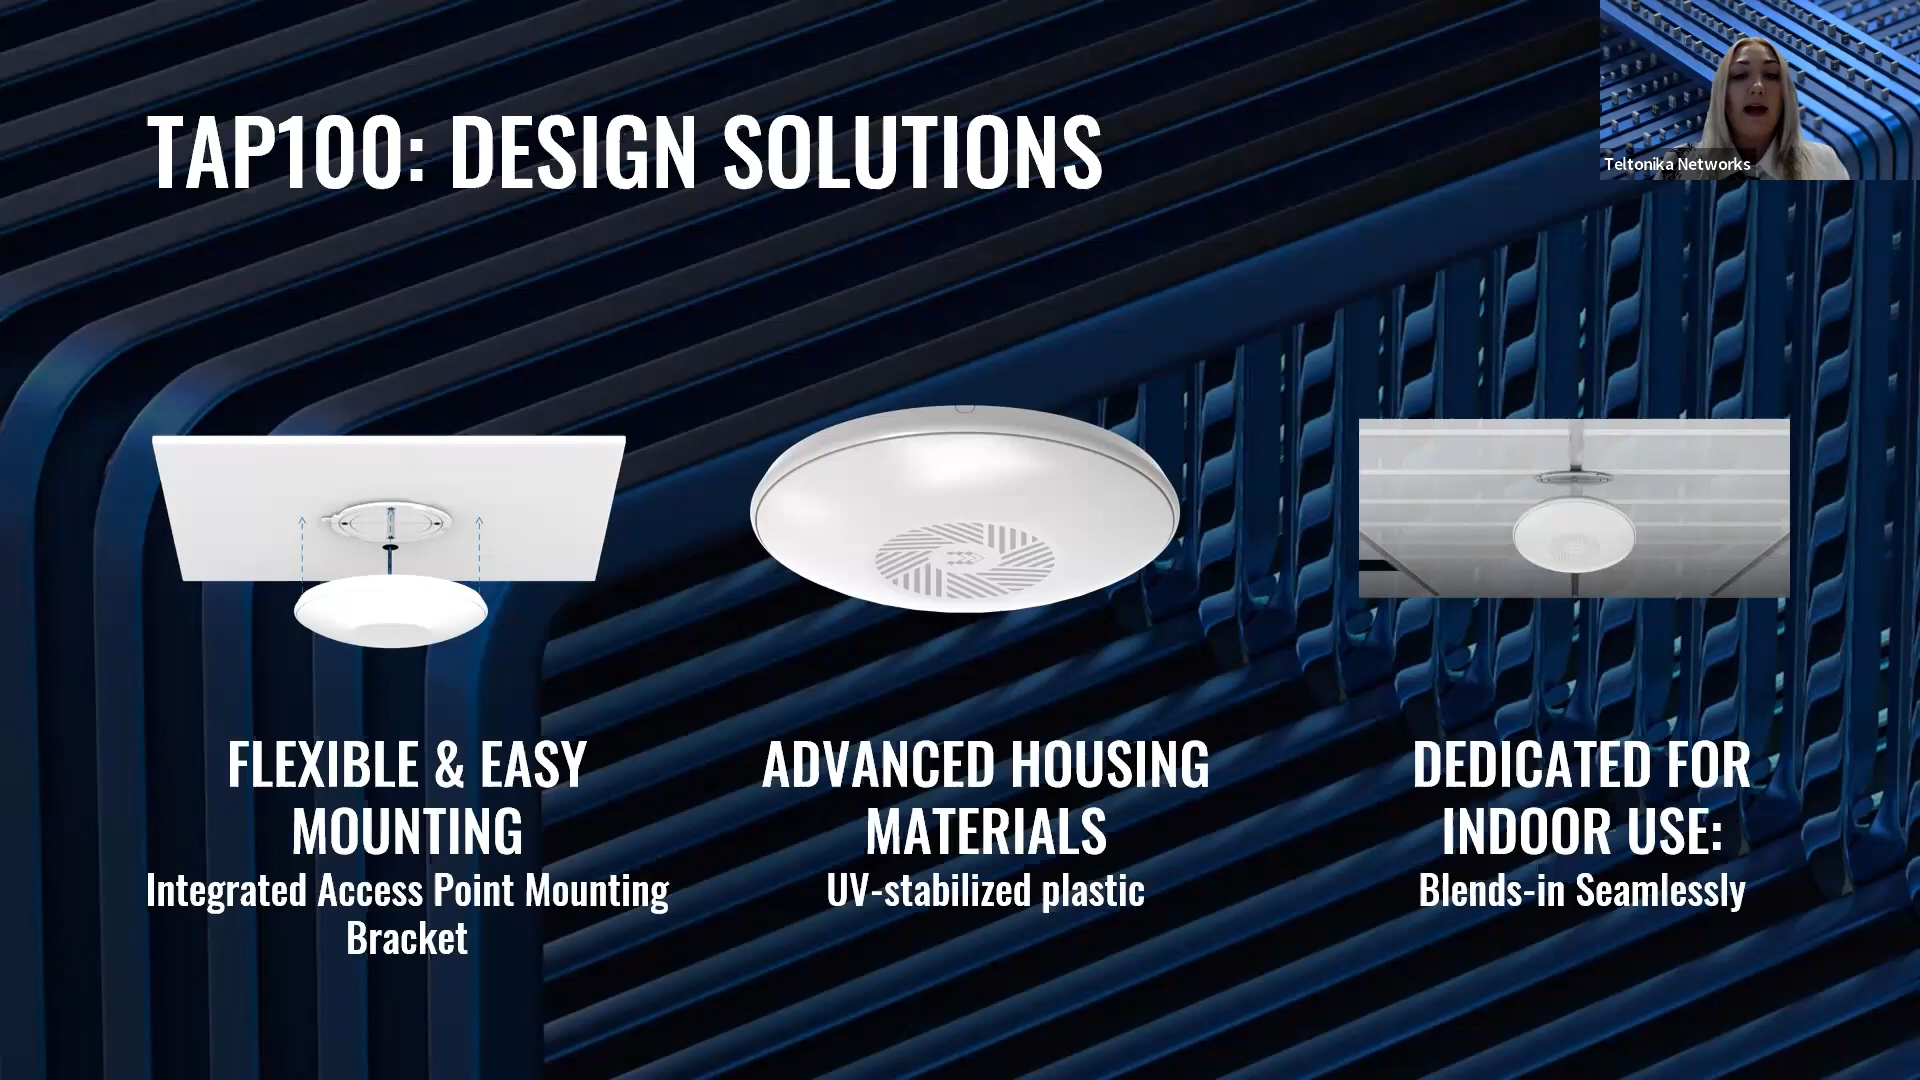 TAP100: DESIGN SOLUTIONS
Teltonika Networks
FLEXIBLE & EASY
MOUNTING
Integrated Access Point Mounting
Bracket
ADVANCED HOUSING
MATERIALS
UV-stabilized plastic
DEDICATED FOR
INDOOR USE:
Blends-in Seamlessly